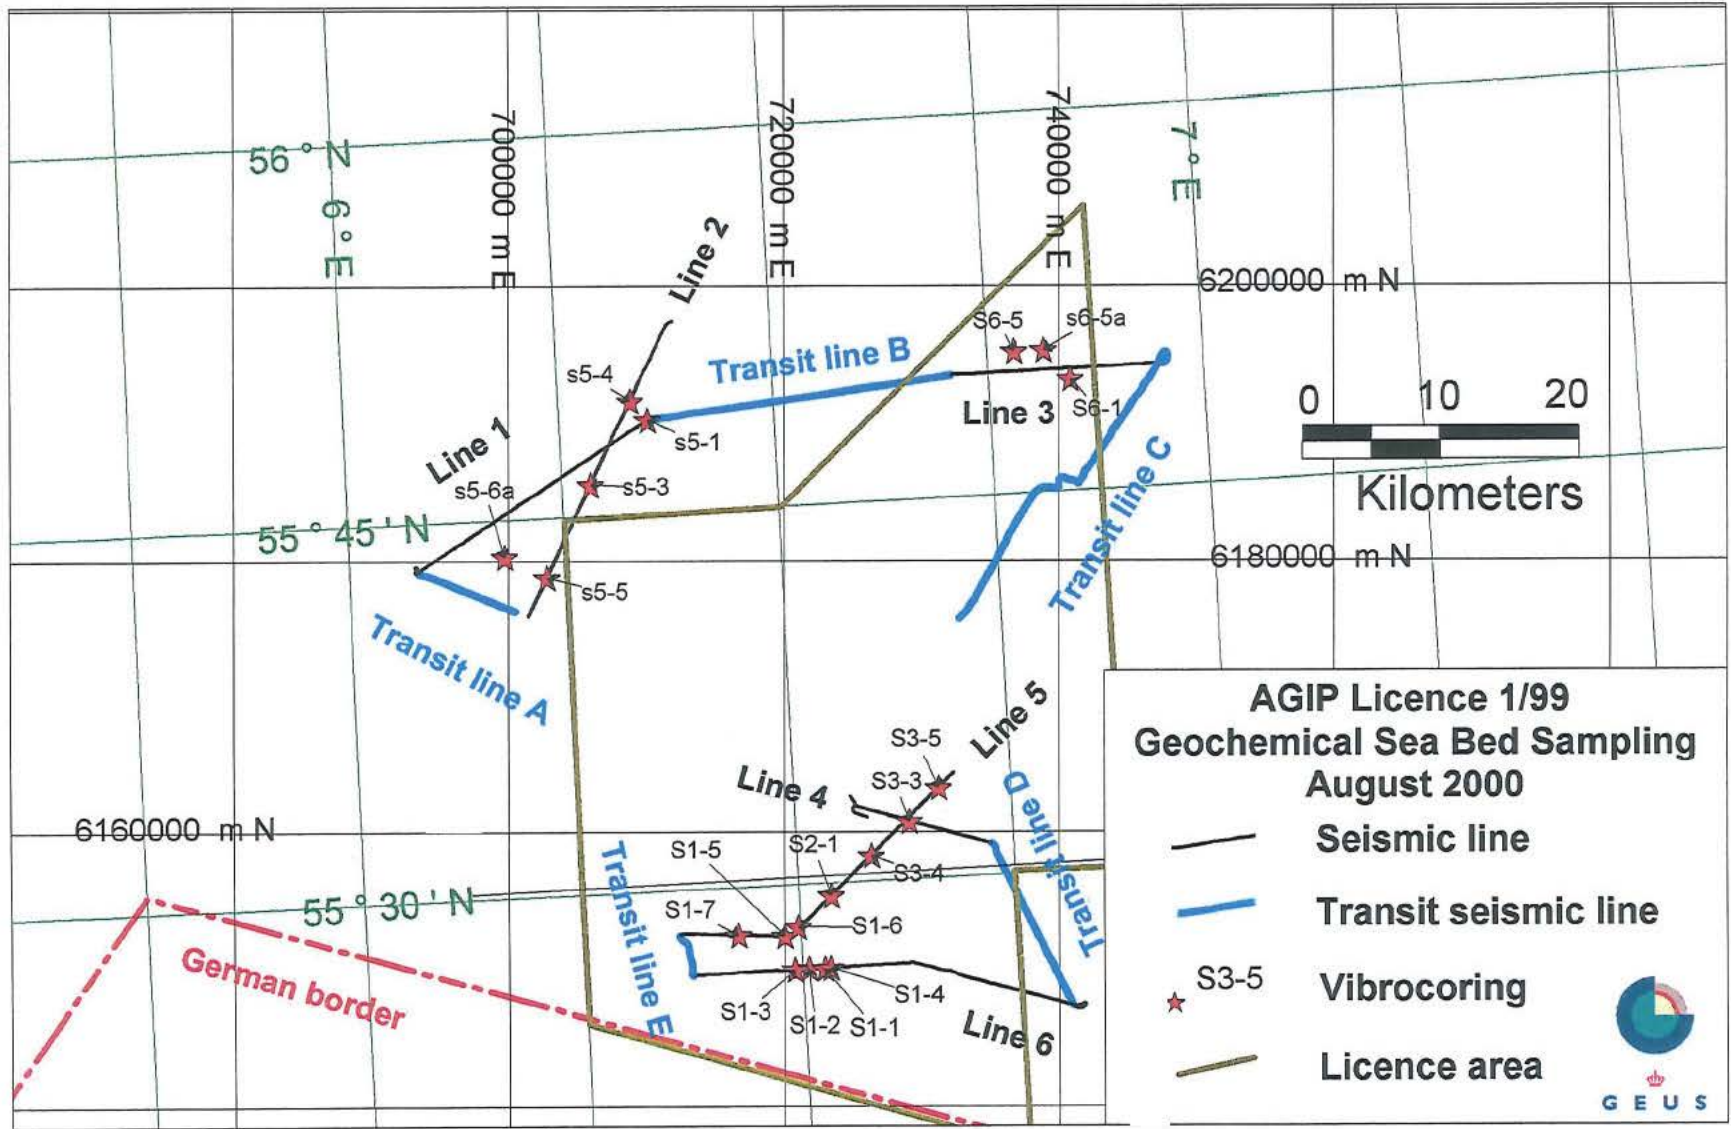 56 ° N
6 ° E
700000 m E
720000 m E
740000 m E
7 ° E
Line 2
6200000 m N
S6-5
s6-5a
Transit line B
s5-4
Line 3
S6-1
0 10 20
Kilometers
Line 1
s5-1
s5-6a
s5-3
55 ° 45 ' N
Transit line C
6180000 m N
s5-5
Transit line A
Line 5
S3-5
S3-3
Line 4
Transit line D
6160000 m N
S2-1
S1-5
S3-4
55 ° 30 ' N
S1-7
S1-6
Transit line E
German border
S1-4
S1-3
S1-2
S1-1
Line 6
AGIP Licence 1/99
Geochemical Sea Bed Sampling
August 2000
Seismic line
Transit seismic line
S3-5 Vibrocoring
Licence area
G E U S